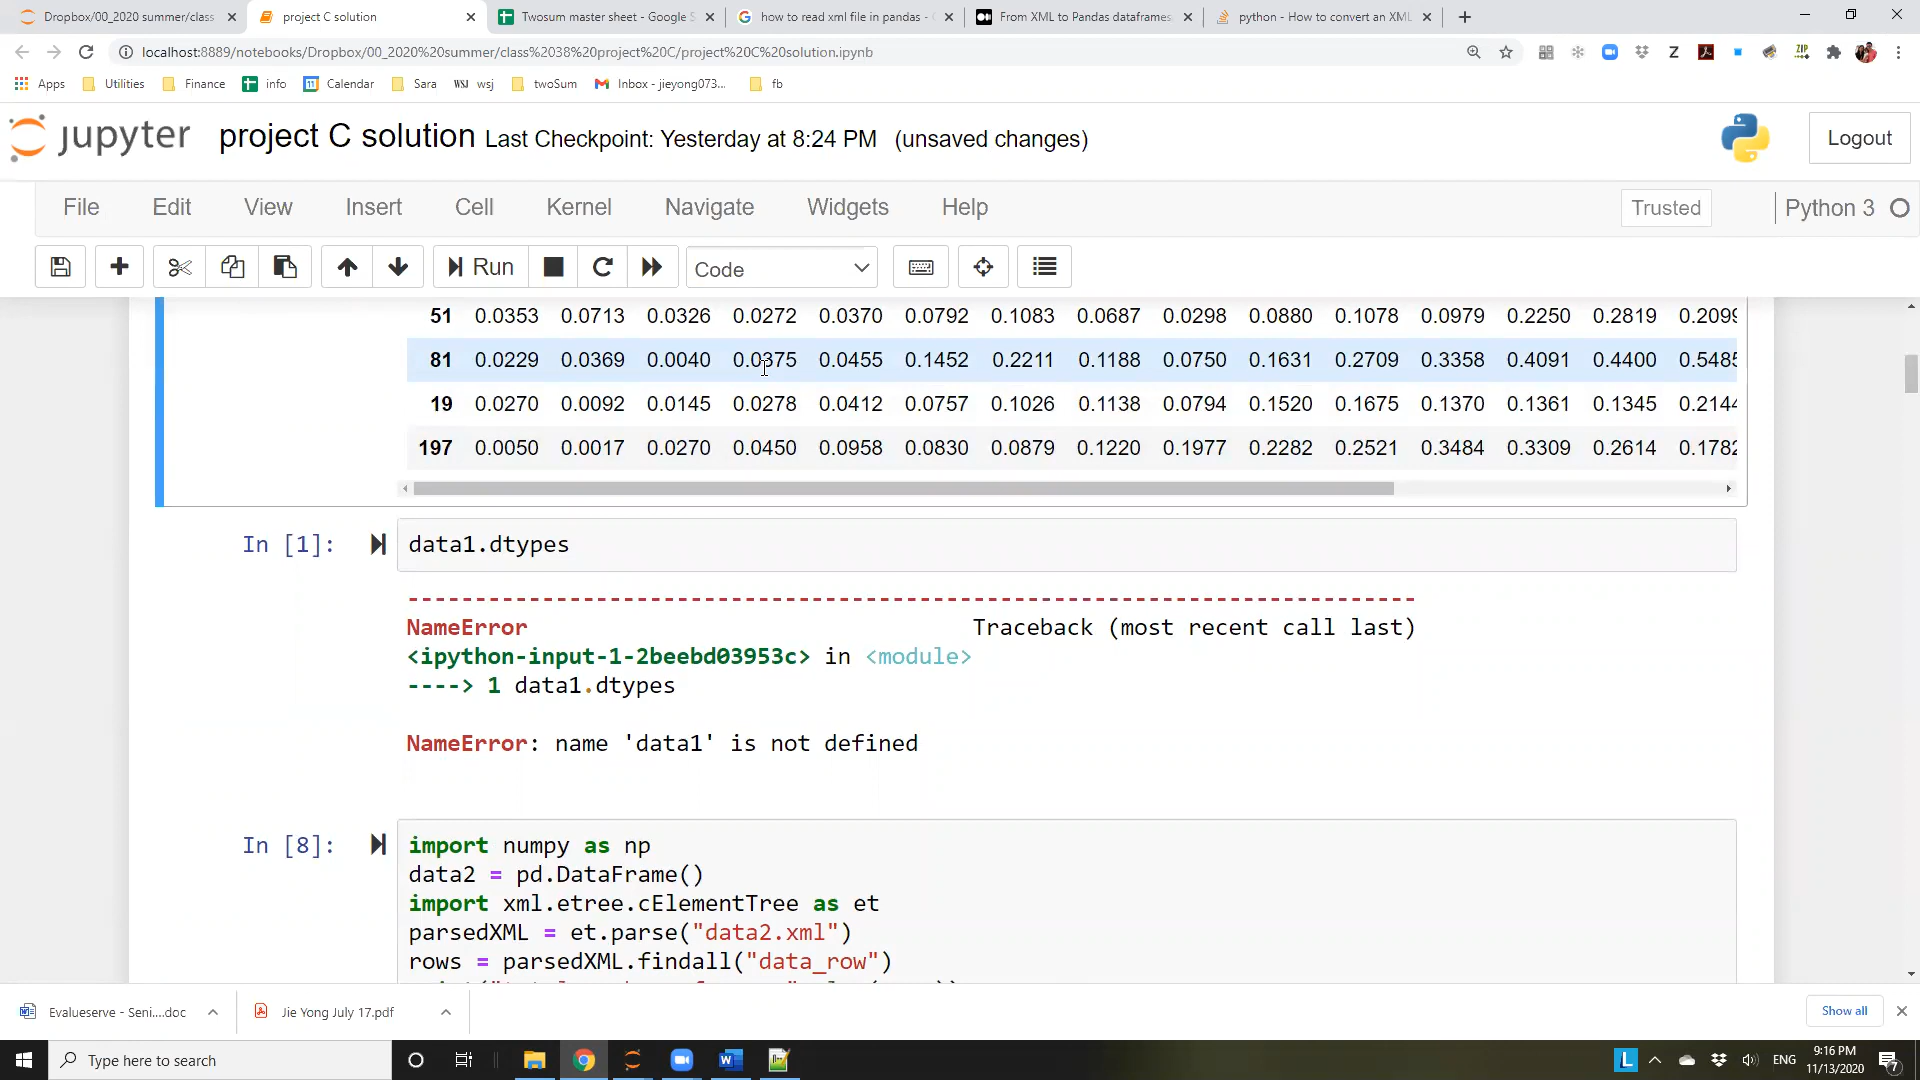 Dropbox/00_2020 summer/class
project C solution
Twosum master sheet - Google S
how to read xml file in pandas -
From XML to Pandas dataframes
python - How to convert an XML
localhost:8889/notebooks/Dropbox/00_2020%20summer/class%2038%20project%20C/project%20C%20solution.ipynb
Apps
Utilities
Finance
info
Calendar
Sara
WSJ wsj
twoSum
Inbox - jieyong073...
fb
jupyter project C solution Last Checkpoint: Yesterday at 8:24 PM (unsaved changes)
Logout
File Edit View Insert Cell Kernel Navigate Widgets Help
Trusted
Python 3
Run
Code
51 0.0353 0.0713 0.0326 0.0272 0.0370 0.0792 0.1083 0.0687 0.0298 0.0880 0.1078 0.0979 0.2250 0.2819 0.2099
81 0.0229 0.0369 0.0040 0.0375 0.0455 0.1452 0.2211 0.1188 0.0750 0.1631 0.2709 0.3358 0.4091 0.4400 0.5485
19 0.0270 0.0092 0.0145 0.0278 0.0412 0.0757 0.1026 0.1138 0.0794 0.1520 0.1675 0.1370 0.1361 0.1345 0.2144
197 0.0050 0.0017 0.0270 0.0450 0.0958 0.0830 0.0879 0.1220 0.1977 0.2282 0.2521 0.3484 0.3309 0.2614 0.1782
In [1]: data1.dtypes
---------------------------------------------------------------------------
NameError Traceback (most recent call last)
<ipython-input-1-2beebd03953c> in <module>
----> 1 data1.dtypes
NameError: name 'data1' is not defined
In [8]: import numpy as np
data2 = pd.DataFrame()
import xml.etree.cElementTree as et
parsedXML = et.parse("data2.xml")
rows = parsedXML.findall("data_row")
Evalueserve - Seni....doc
Jie Yong July 17.pdf
Show all
Type here to search
ENG
9:16 PM
11/13/2020